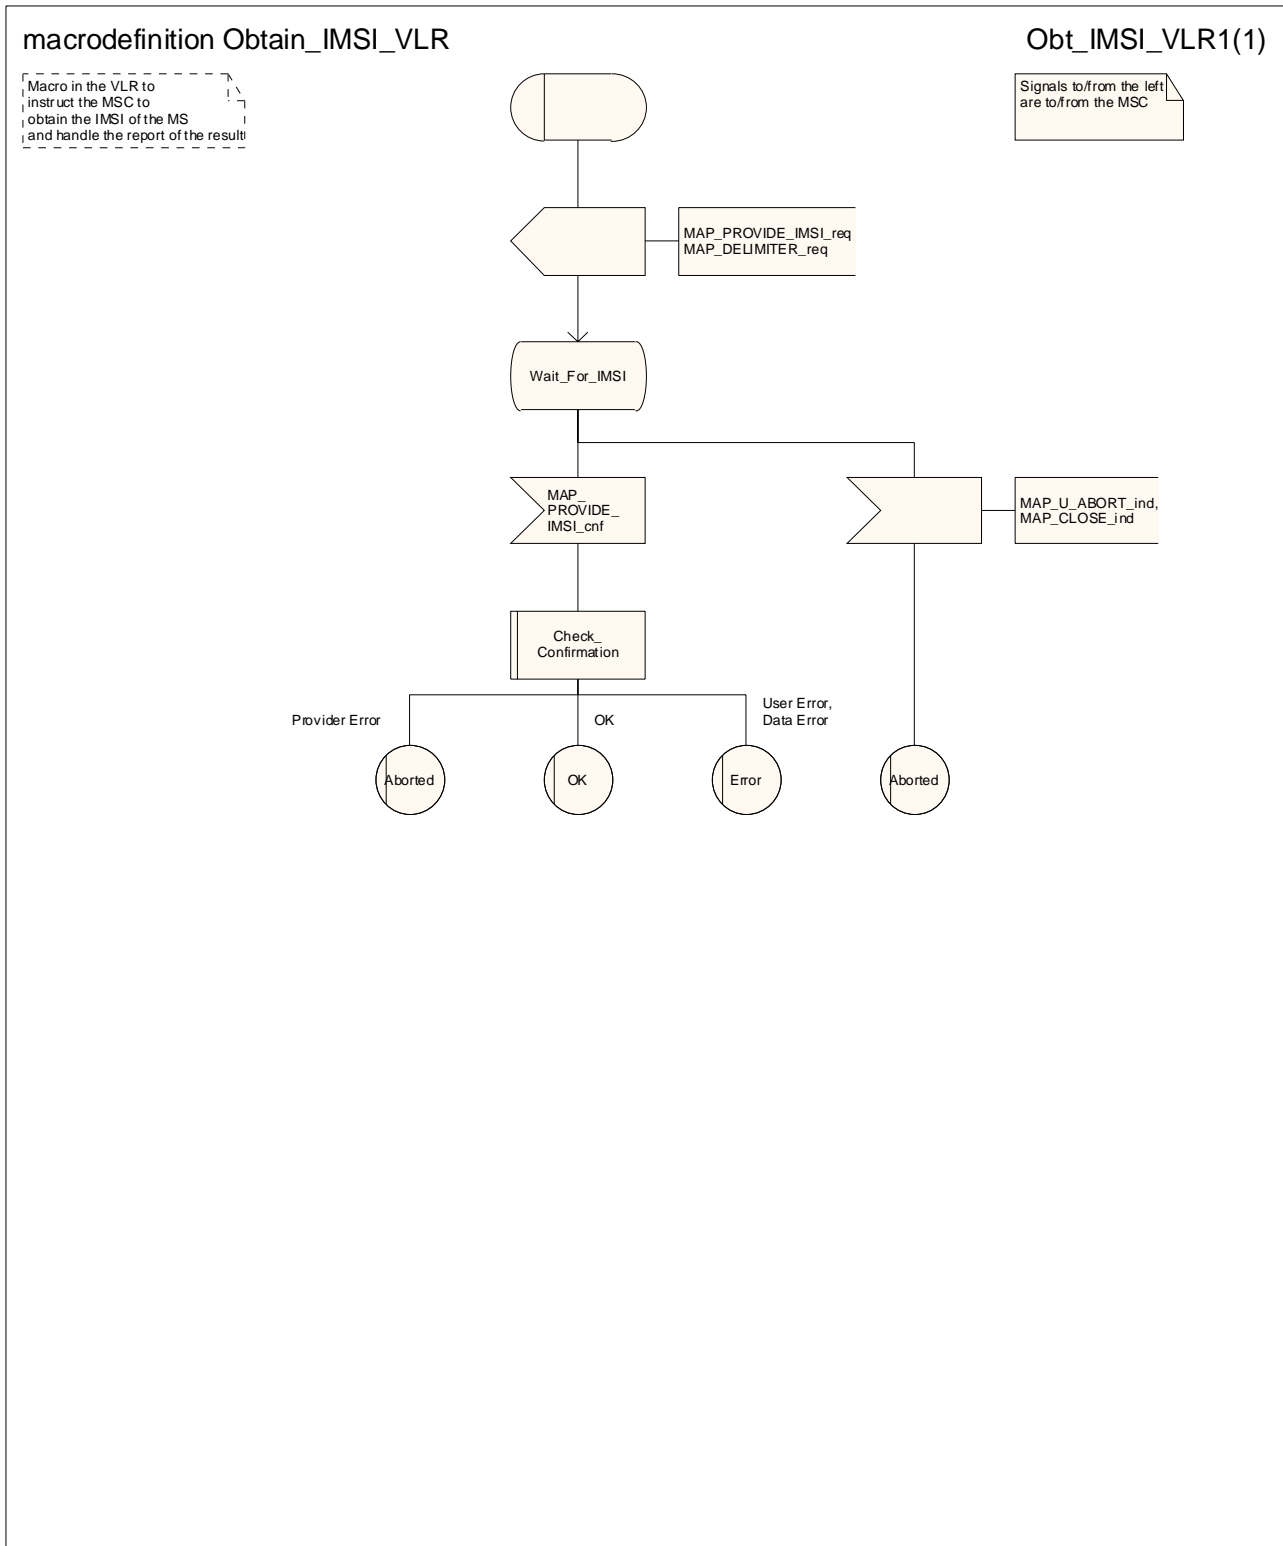 macrodefinition Obtain_IMSI_VLR
Obt_IMSI_VLR1(1)
Macro in the VLR to
instruct the MSC to
obtain the IMSI of the MS
and handle the report of the result
Signals to/from the left
are to/from the MSC
MAP_PROVIDE_IMSI_req
MAP_DELIMITER_req
Wait_For_IMSI
MAP_
PROVIDE_
IMSI_cnf
MAP_U_ABORT_ind,
MAP_CLOSE_ind
Check_
Confirmation
Provider Error
OK
User Error,
Data Error
Aborted
OK
Error
Aborted